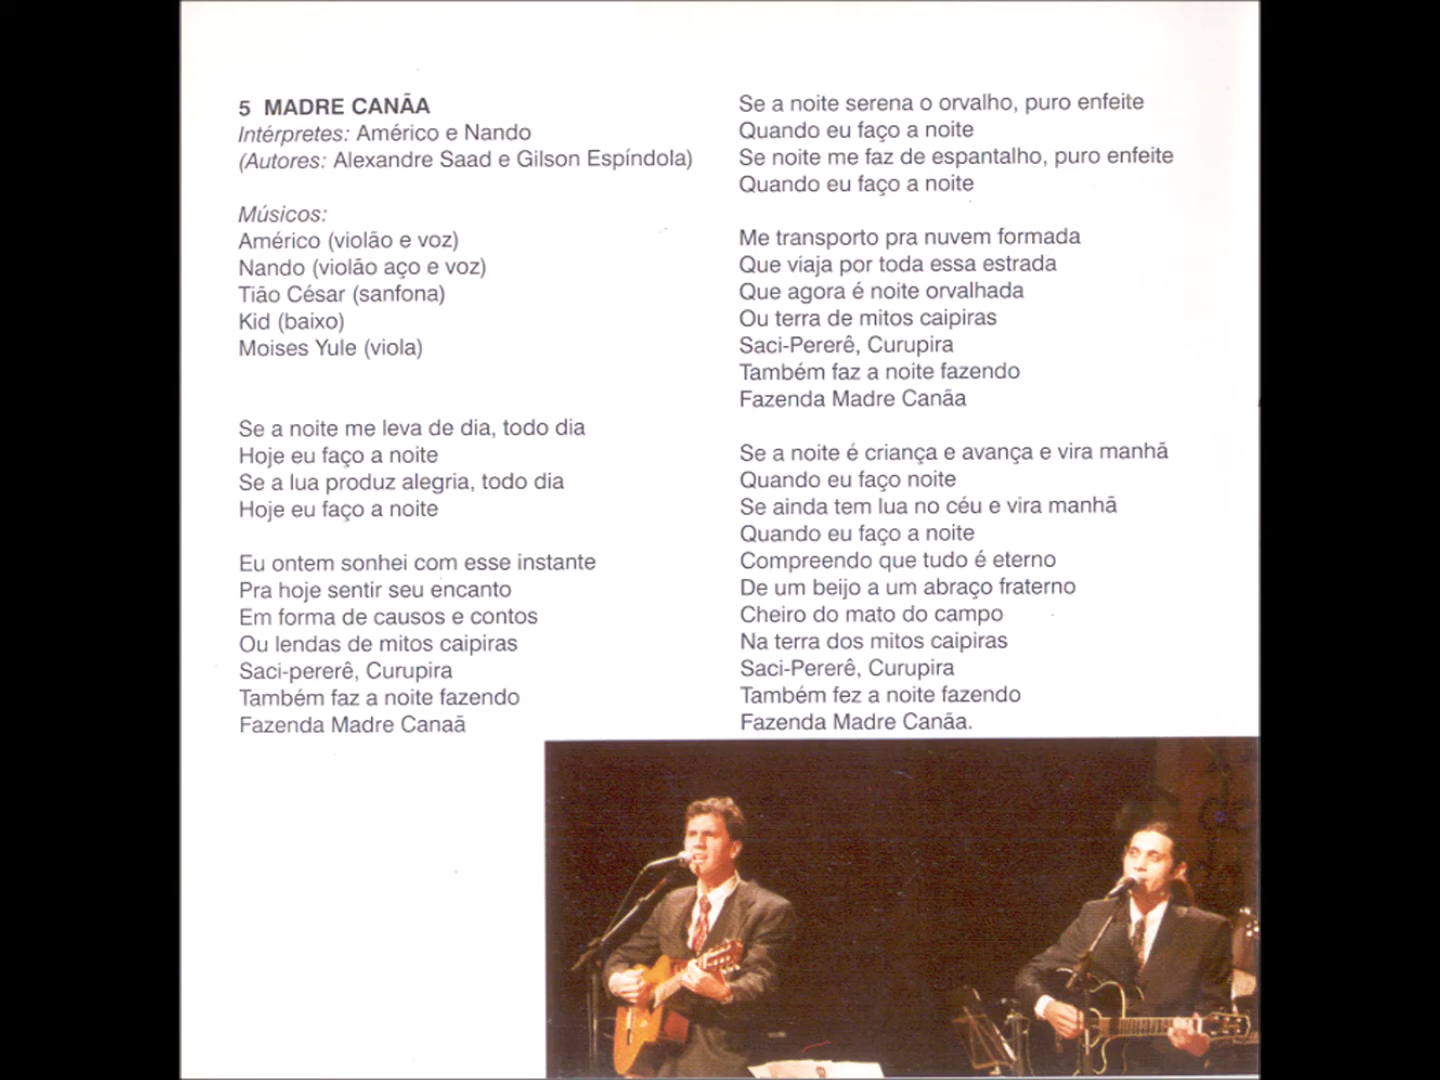 5 MADRE CANÃA
Intérpretes: Américo e Nando
(Autores: Alexandre Saad e Gilson Espíndola)
Músicos:
Américo (violão e voz)
Nando (violão aço e voz)
Tião César (sanfona)
Kid (baixo)
Moises Yule (viola)
Se a noite me leva de dia, todo dia
Hoje eu faço a noite
Se a lua produz alegria, todo dia
Hoje eu faço a noite
Eu ontem sonhei com esse instante
Pra hoje sentir seu encanto
Em forma de causos e contos
Ou lendas de mitos caipiras
Saci-pererê, Curupira
Também faz a noite fazendo
Fazenda Madre Canaã
Se a noite serena o orvalho, puro enfeite
Quando eu faço a noite
Se noite me faz de espantalho, puro enfeite
Quando eu faço a noite
Me transporto pra nuvem formada
Que viaja por toda essa estrada
Que agora é noite orvalhada
Ou terra de mitos caipiras
Saci-Pererê, Curupira
Também faz a noite fazendo
Fazenda Madre Canãa
Se a noite é criança e avança e vira manhã
Quando eu faço noite
Se ainda tem lua no céu e vira manhã
Quando eu faço a noite
Compreendo que tudo é eterno
De um beijo a um abraço fraterno
Cheiro do mato do campo
Na terra dos mitos caipiras
Saci-Pererê, Curupira
Também fez a noite fazendo
Fazenda Madre Canãa.